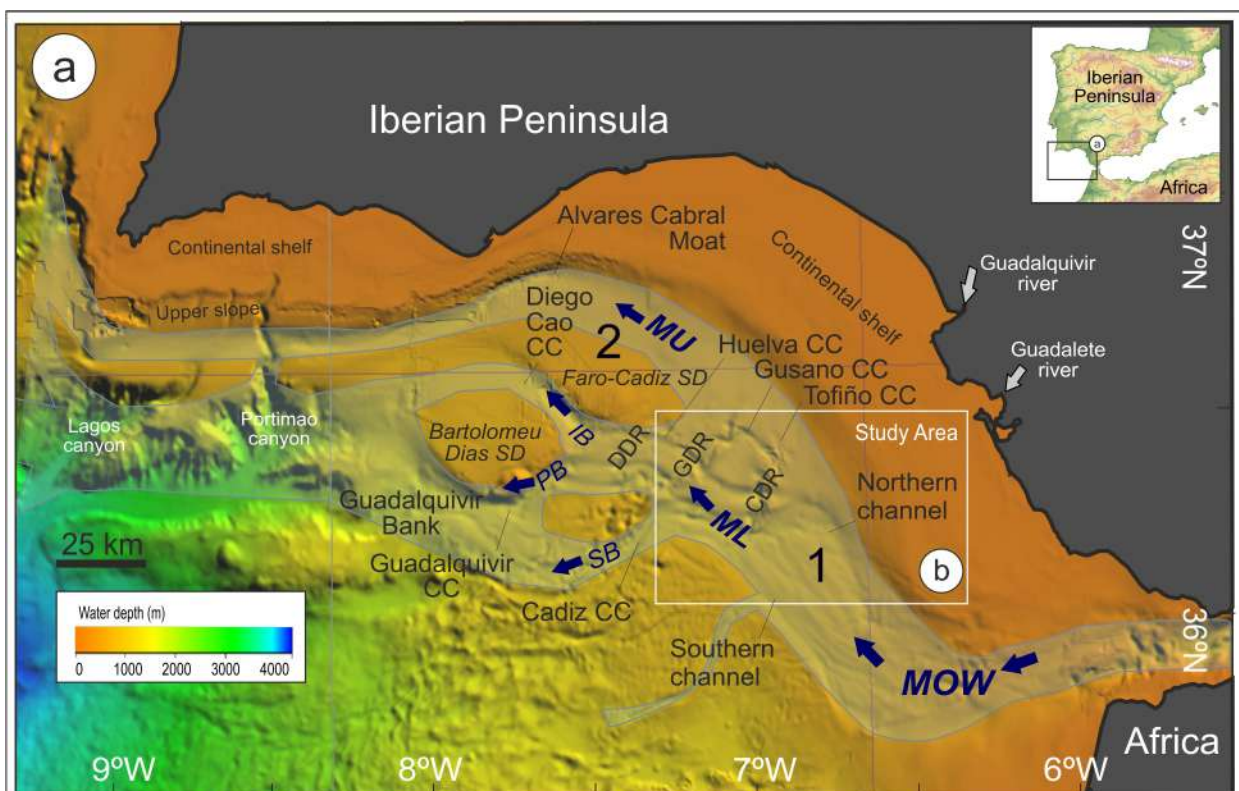 a
Iberian Peninsula
Iberian
Peninsula
a
Africa
37ºN
Alvares Cabral
Moat
Continental shelf
Continental shelf
Guadalquivir
river
Upper slope
Diego
Cao
CC
2
MU
Huelva CC
Guadalete
river
Faro-Cadiz SD
Gusano CC
Tofiño CC
Lagos
canyon
Portimao
canyon
Bartolomeu
Dias SD
IB
DDR
GDR
CDR
Study Area
PB
ML
Northern
channel
Guadalquivir
Bank
25 km
SB
1
b
Guadalquivir
CC
Cadiz CC
Water depth (m)
0 1000 2000 3000 4000
36ºN
Southern
channel
MOW
9ºW
8ºW
7ºW
6ºW
Africa